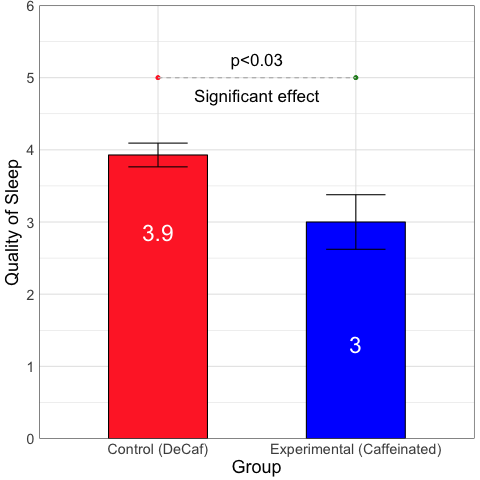 6
p<0.03
5
Significant effect
4
3.9
3
2
3
1
0
Quality of Sleep
Control (DeCaf)
Experimental (Caffeinated)
Group